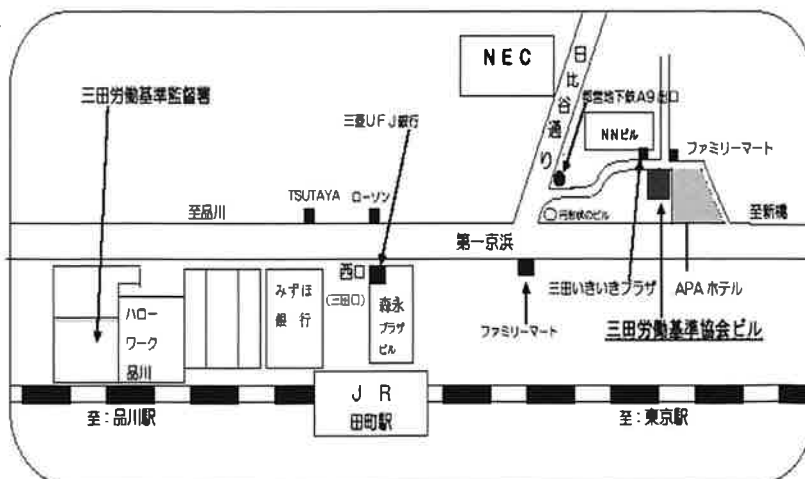 NEC
日比谷通り
三田労働基準監督署
都営地下鉄A9出口
三菱UFJ銀行
NNビル
ファミリーマート
TSUTAYA
ローソン
至品川
至新橋
円形状のビル
第一京浜
西口
(三田口)
みずほ
銀行
森永
プラザ
ビル
ハロー
ワーク
品川
三田いきいきプラザ
APAホテル
ファミリーマート
三田労働基準協会ビル
JR
田町駅
至:品川駅
至:東京駅